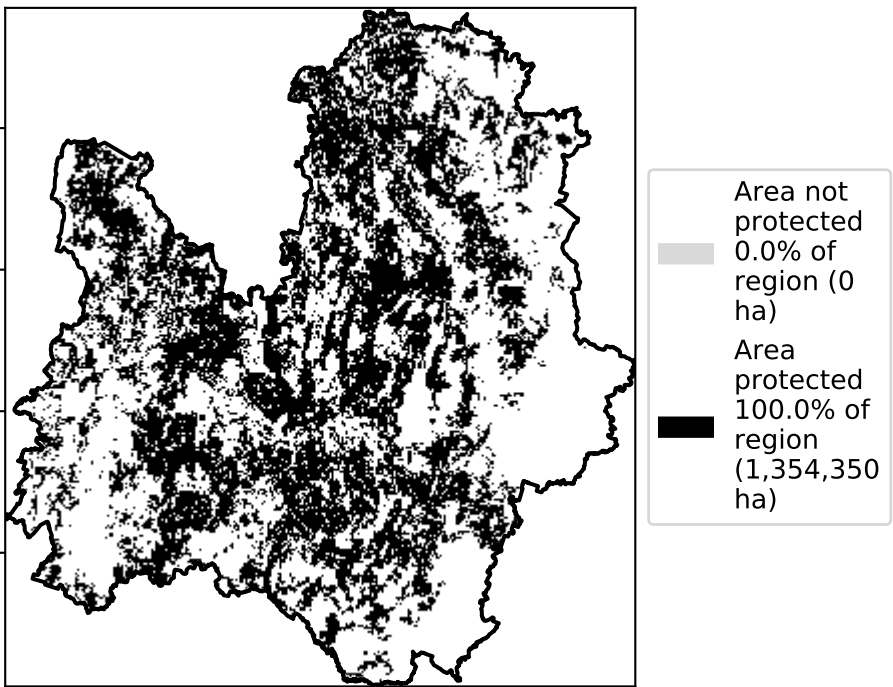 Area not
protected
0.0% of
region (0
ha)
Area
protected
100.0% of
region
(1,354,350
ha)